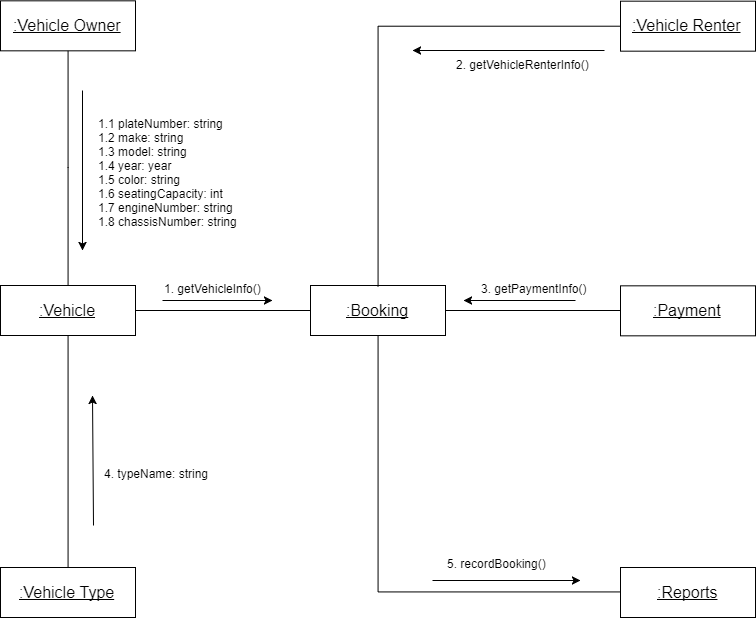 :Vehicle Owner
:Vehicle Renter
2. getVehicleRenterInfo()
1.1 plateNumber: string
1.2 make: string
1.3 model: string
1.4 year: year
1.5 color: string
1.6 seatingCapacity: int
1.7 engineNumber: string
1.8 chassisNumber: string
1. getVehicleInfo()
3. getPaymentInfo()
:Vehicle
:Booking
:Payment
4. typeName: string
5. recordBooking()
:Vehicle Type
:Reports